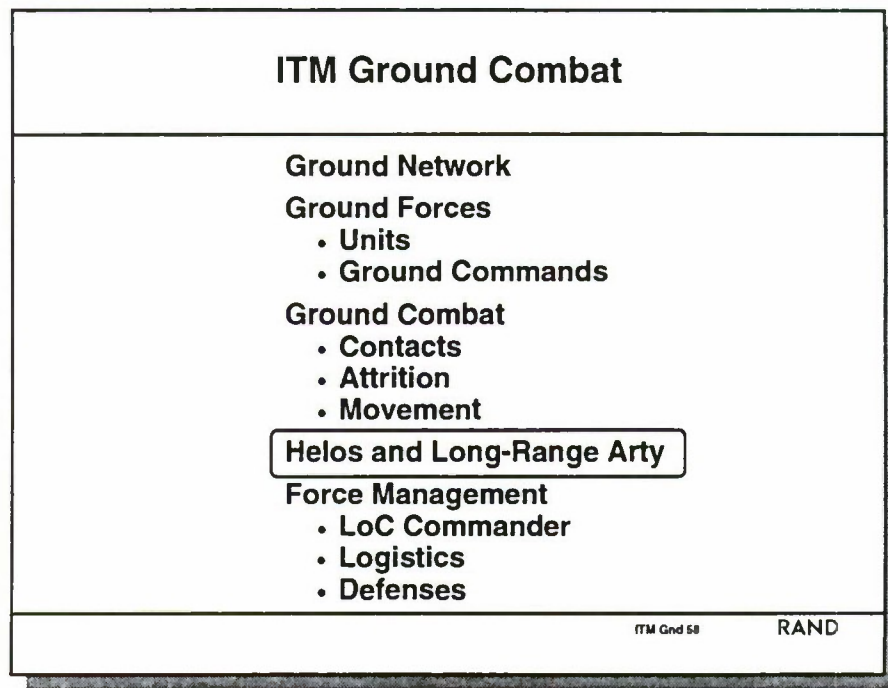 ITM Ground Combat
Ground Network
Ground Forces
• Units
• Ground Commands
Ground Combat
• Contacts
• Attrition
• Movement
Helos and Long-Range Arty
Force Management
• LoC Commander
• Logistics
• Defenses
ITM Gnd 58 RAND